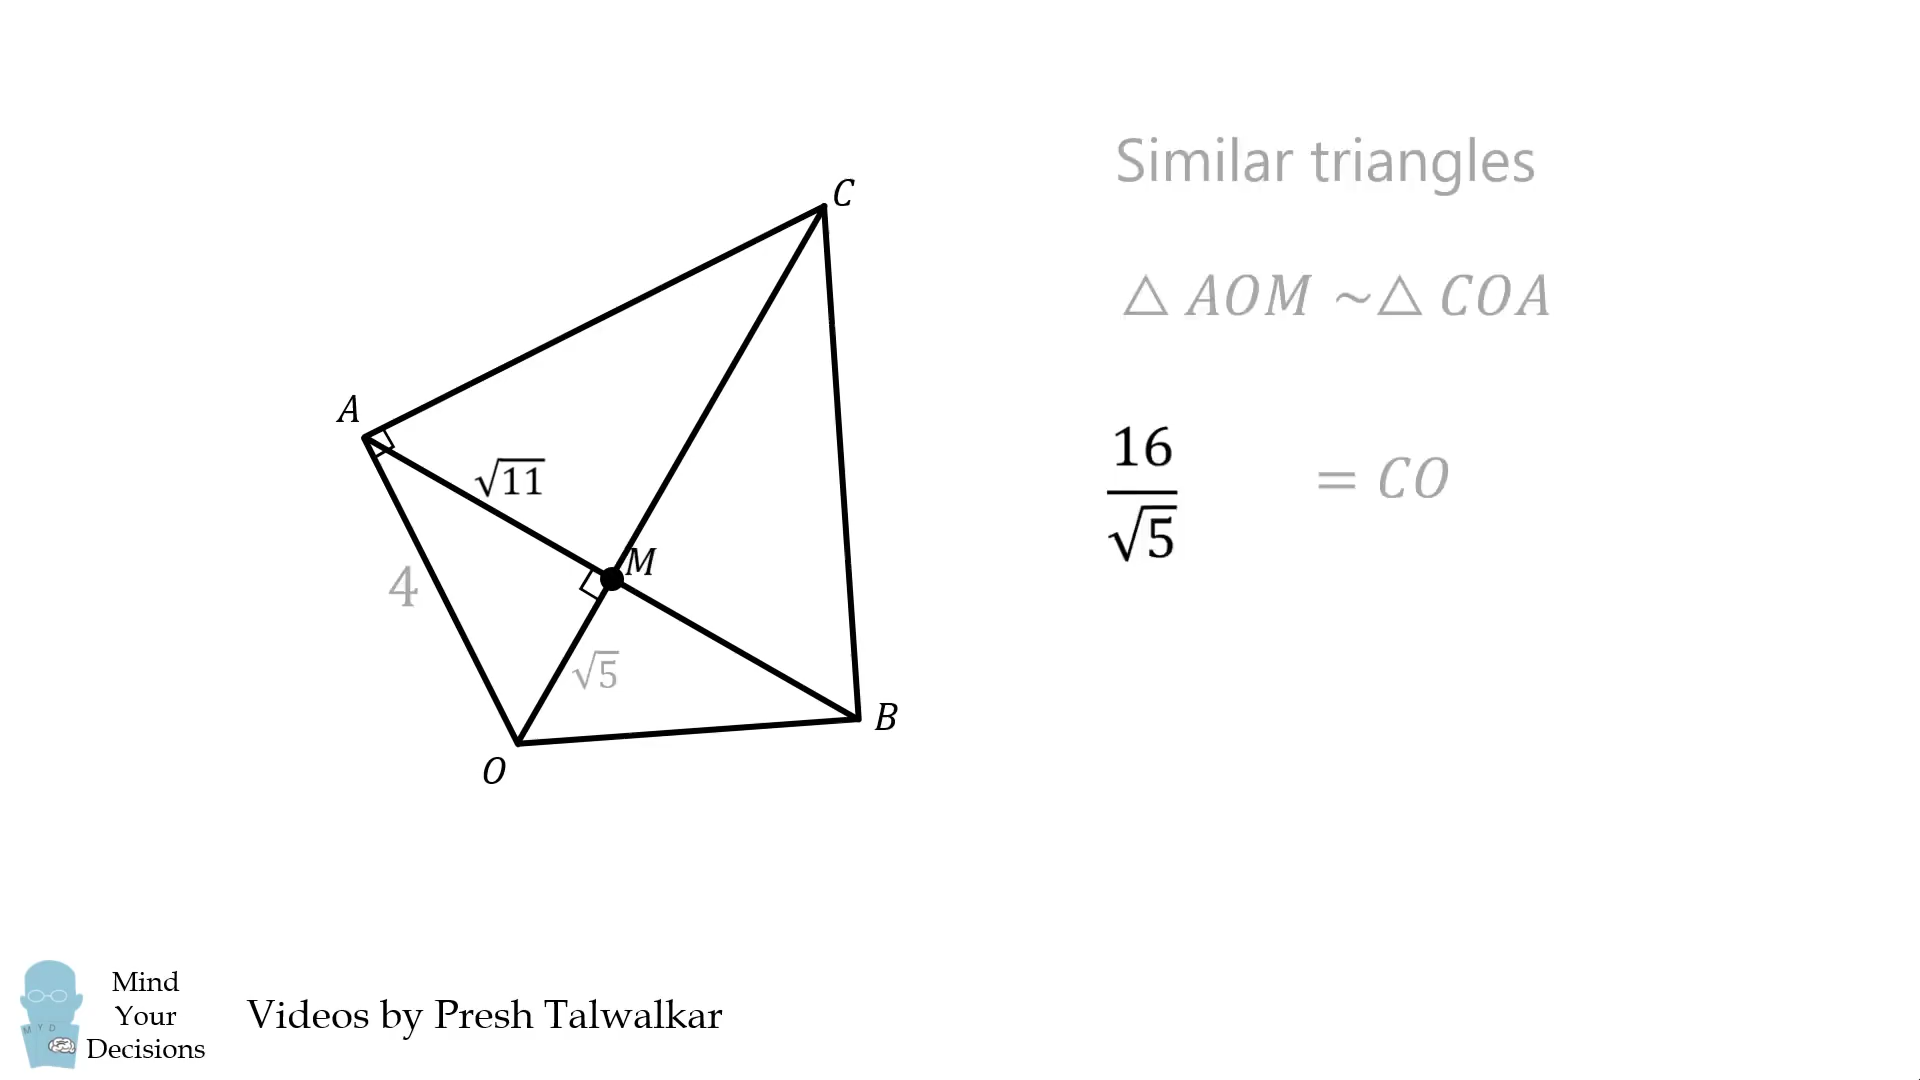 Similar triangles
△ AOM ~ △ COA
16/√5 = CO
C
A
√11
M
4
√5
B
O
M Y D
Mind
Your
Decisions
Videos by Presh Talwalkar